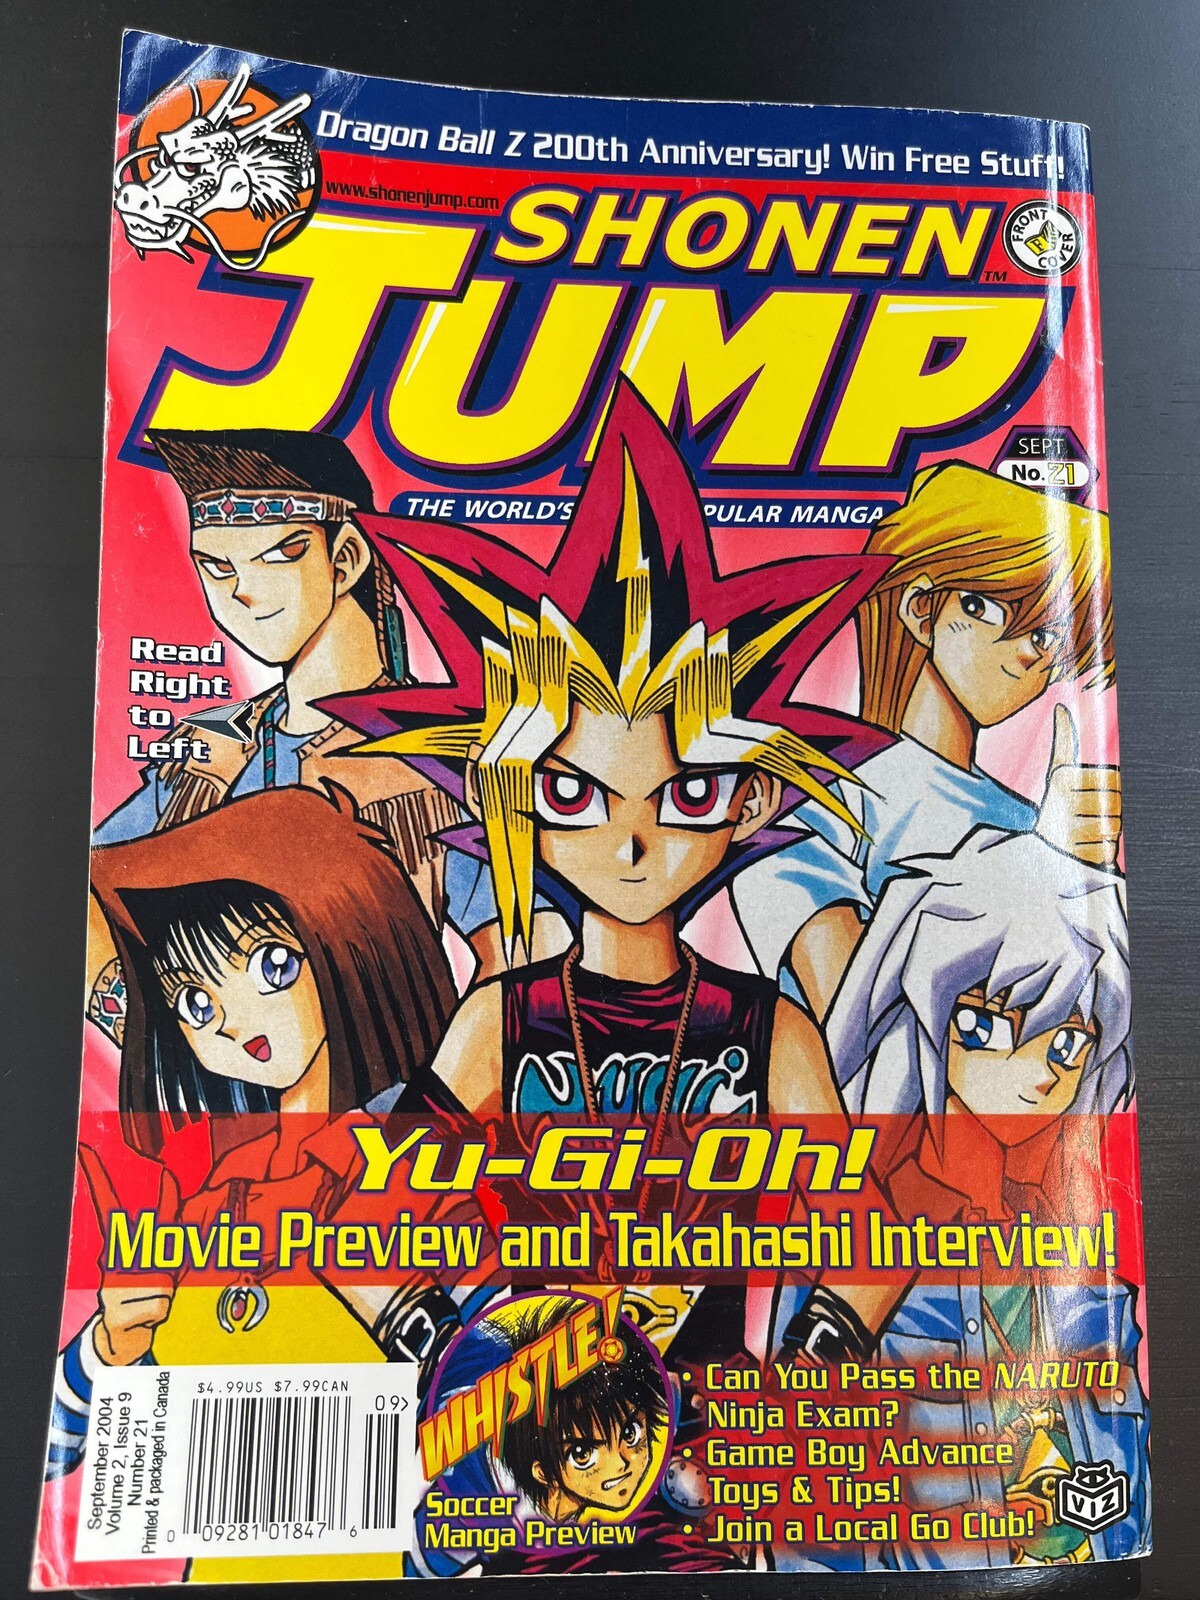 Dragon Ball Z 200th Anniversary! Win Free Stuff!
www.shonenjump.com
SHONEN
JUMP
TM
FRONT
COVER
SEPT.
No. 21
THE WORLD'S PULAR MANGA
Read
Right
to
Left
Yugi
Yu-Gi-Oh!
Movie Preview and Takahashi Interview!
WHISTLE!
Soccer
Manga Preview
• Can You Pass the NARUTO
Ninja Exam?
• Game Boy Advance
Toys & Tips!
• Join a Local Go Club!
VIZ
$4.99US $7.99CAN
09>
0 09281 01847 6
September 2004
Volume 2, Issue 9
Number 21
Printed & packaged in Canada